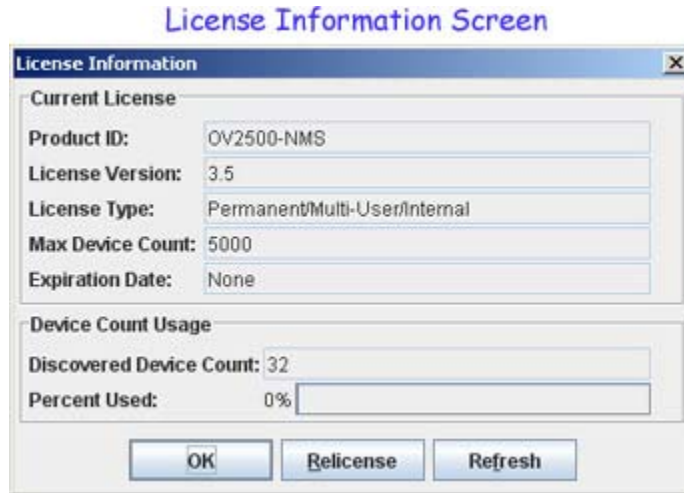 License Information Screen
License Information
Current License
Product ID: OV2500-NMS
License Version: 3.5
License Type: Permanent/Multi-User/Internal
Max Device Count: 5000
Expiration Date: None
Device Count Usage
Discovered Device Count: 32
Percent Used: 0%
OK Relicense Refresh